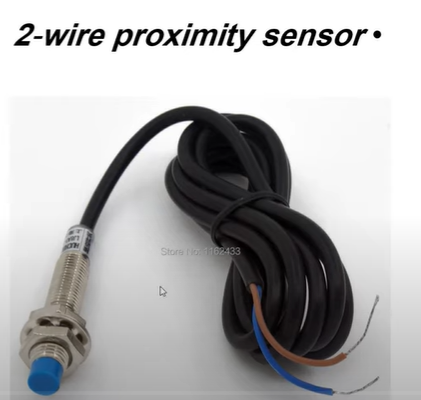 2-wire proximity sensor •
Store No: 1162433